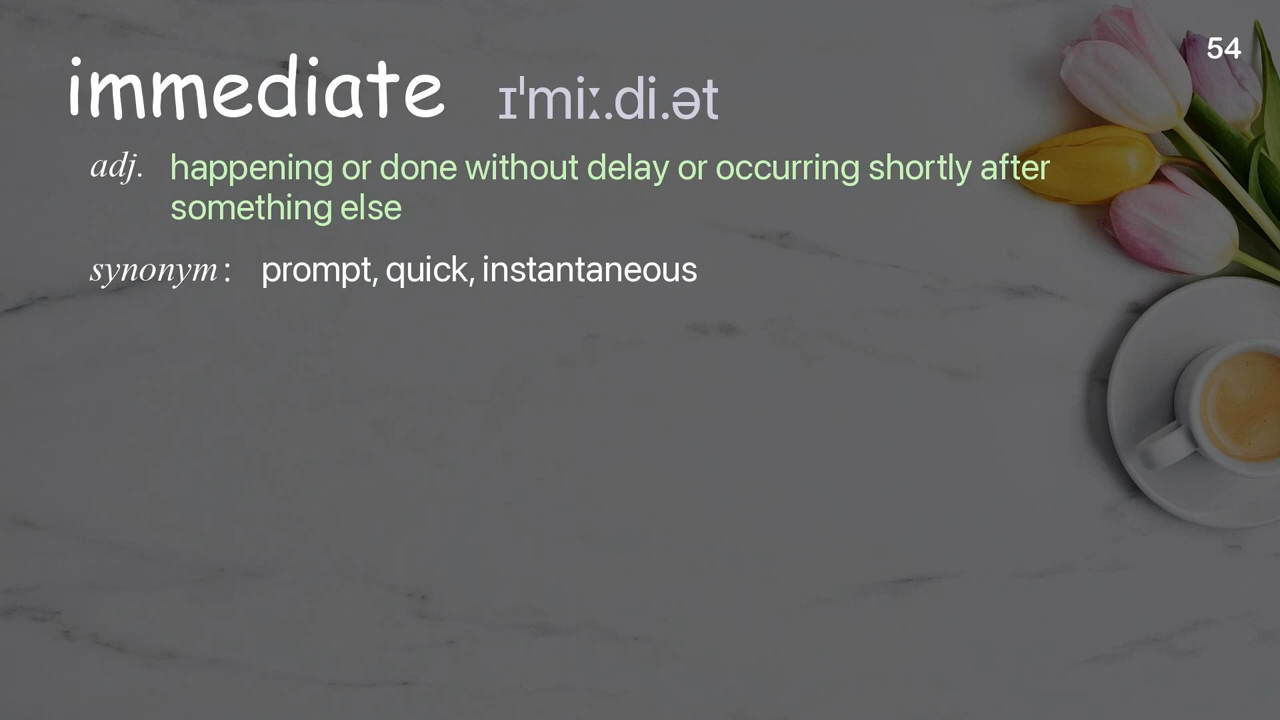 54
immediate ɪˈmiː.di.ət
adj. happening or done without delay or occurring shortly after
something else
synonym : prompt, quick, instantaneous